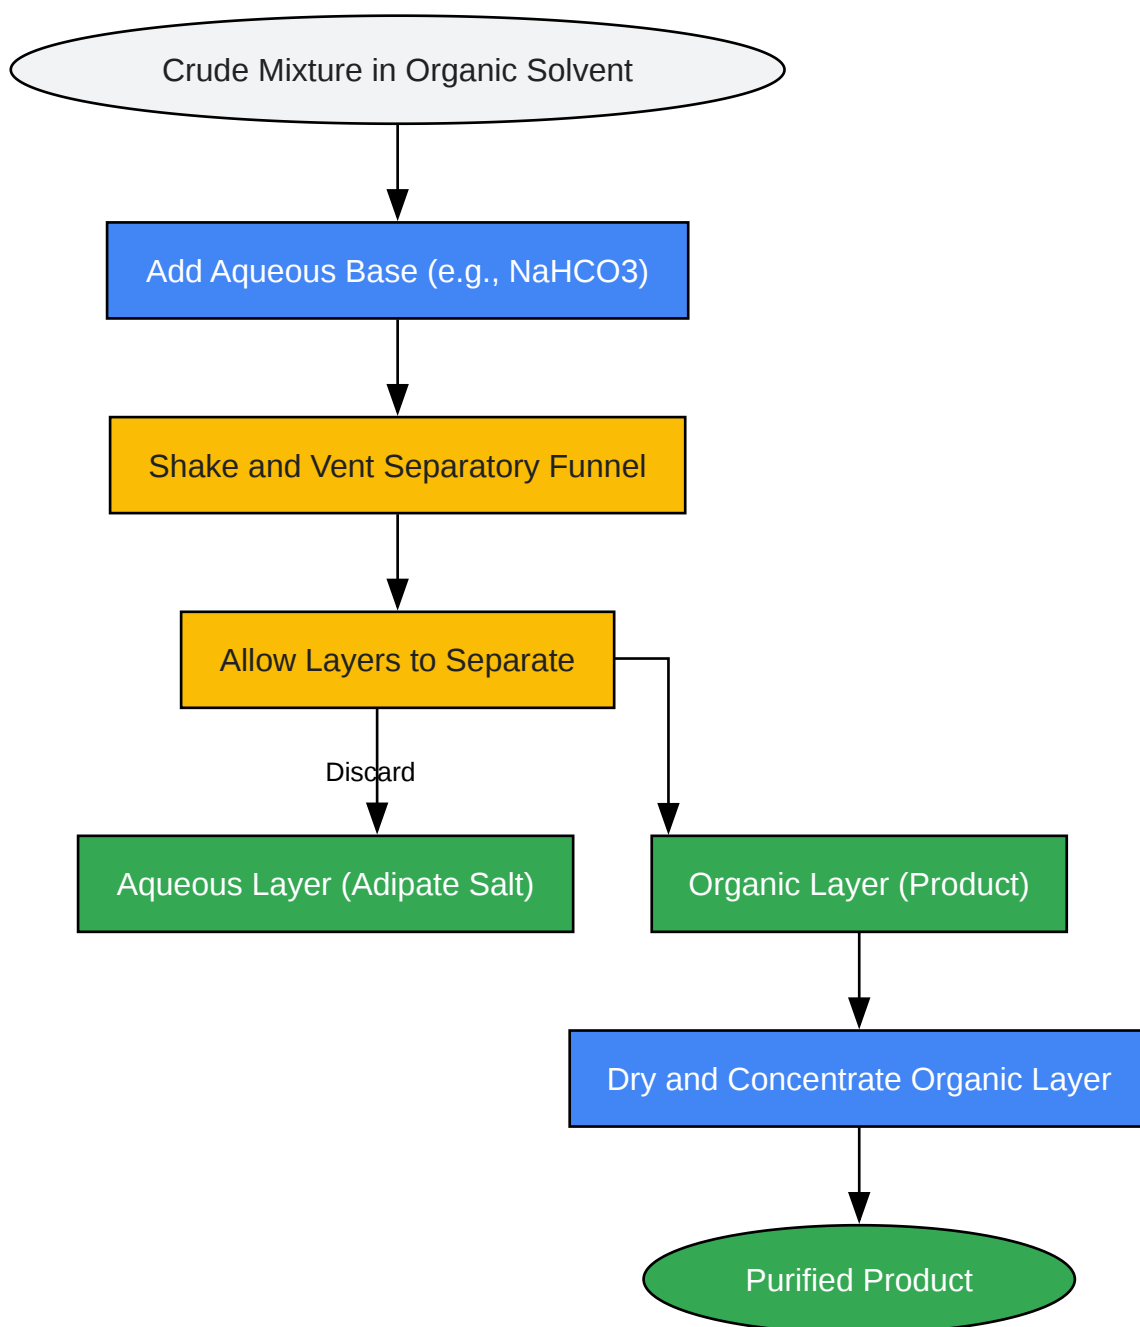 Crude Mixture in Organic Solvent
Add Aqueous Base (e.g., NaHCO3)
Shake and Vent Separatory Funnel
Allow Layers to Separate
Discard
Aqueous Layer (Adipate Salt)
Organic Layer (Product)
Dry and Concentrate Organic Layer
Purified Product